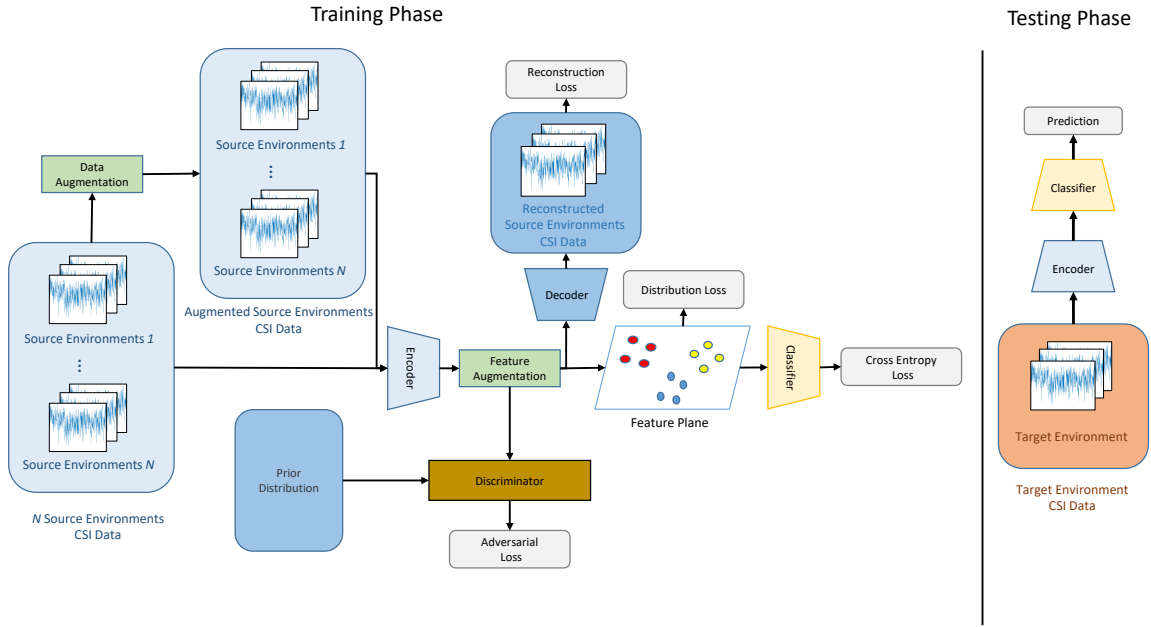 Training Phase
Testing Phase
Reconstruction
Loss
Source Environments 1
⋮
Source Environments N
Augmented Source Environments
CSI Data
Data
Augmentation
Source Environments 1
⋮
Source Environments N
N Source Environments
CSI Data
Reconstructed
Source Environments
CSI Data
Decoder
Distribution Loss
Encoder
Feature
Augmentation
Feature Plane
Classifier
Cross Entropy
Loss
Prior
Distribution
Discriminator
Adversarial
Loss
Prediction
Classifier
Encoder
Target Environment
Target Environment
CSI Data